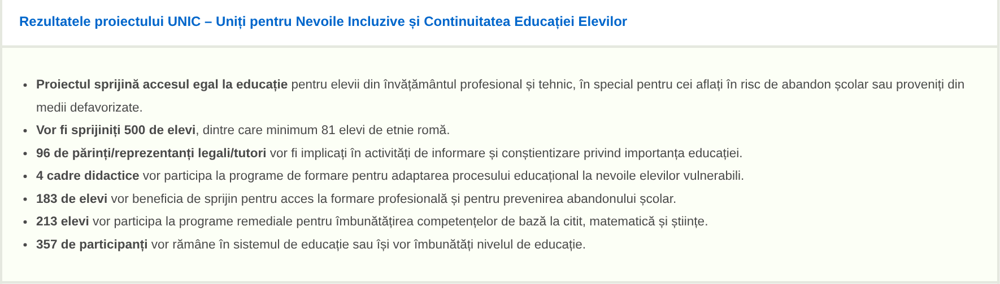 Rezultatele proiectului UNIC – Uniți pentru Nevoile Incluzive și Continuitatea Educației Elevilor
• Proiectul sprijină accesul egal la educație pentru elevii din învățământul profesional și tehnic, în special pentru cei aflați în risc de abandon școlar sau proveniți din
medii defavorizate.
• Vor fi sprijiniți 500 de elevi, dintre care minimum 81 elevi de etnie romă.
• 96 de părinți/reprezentanți legali/tutori vor fi implicați în activități de informare și conștientizare privind importanța educației.
• 4 cadre didactice vor participa la programe de formare pentru adaptarea procesului educațional la nevoile elevilor vulnerabili.
• 183 de elevi vor beneficia de sprijin pentru acces la formare profesională și pentru prevenirea abandonului școlar.
• 213 elevi vor participa la programe remediale pentru îmbunătățirea competențelor de bază la citit, matematică și științe.
• 357 de participanți vor rămâne în sistemul de educație sau își vor îmbunătăți nivelul de educație.